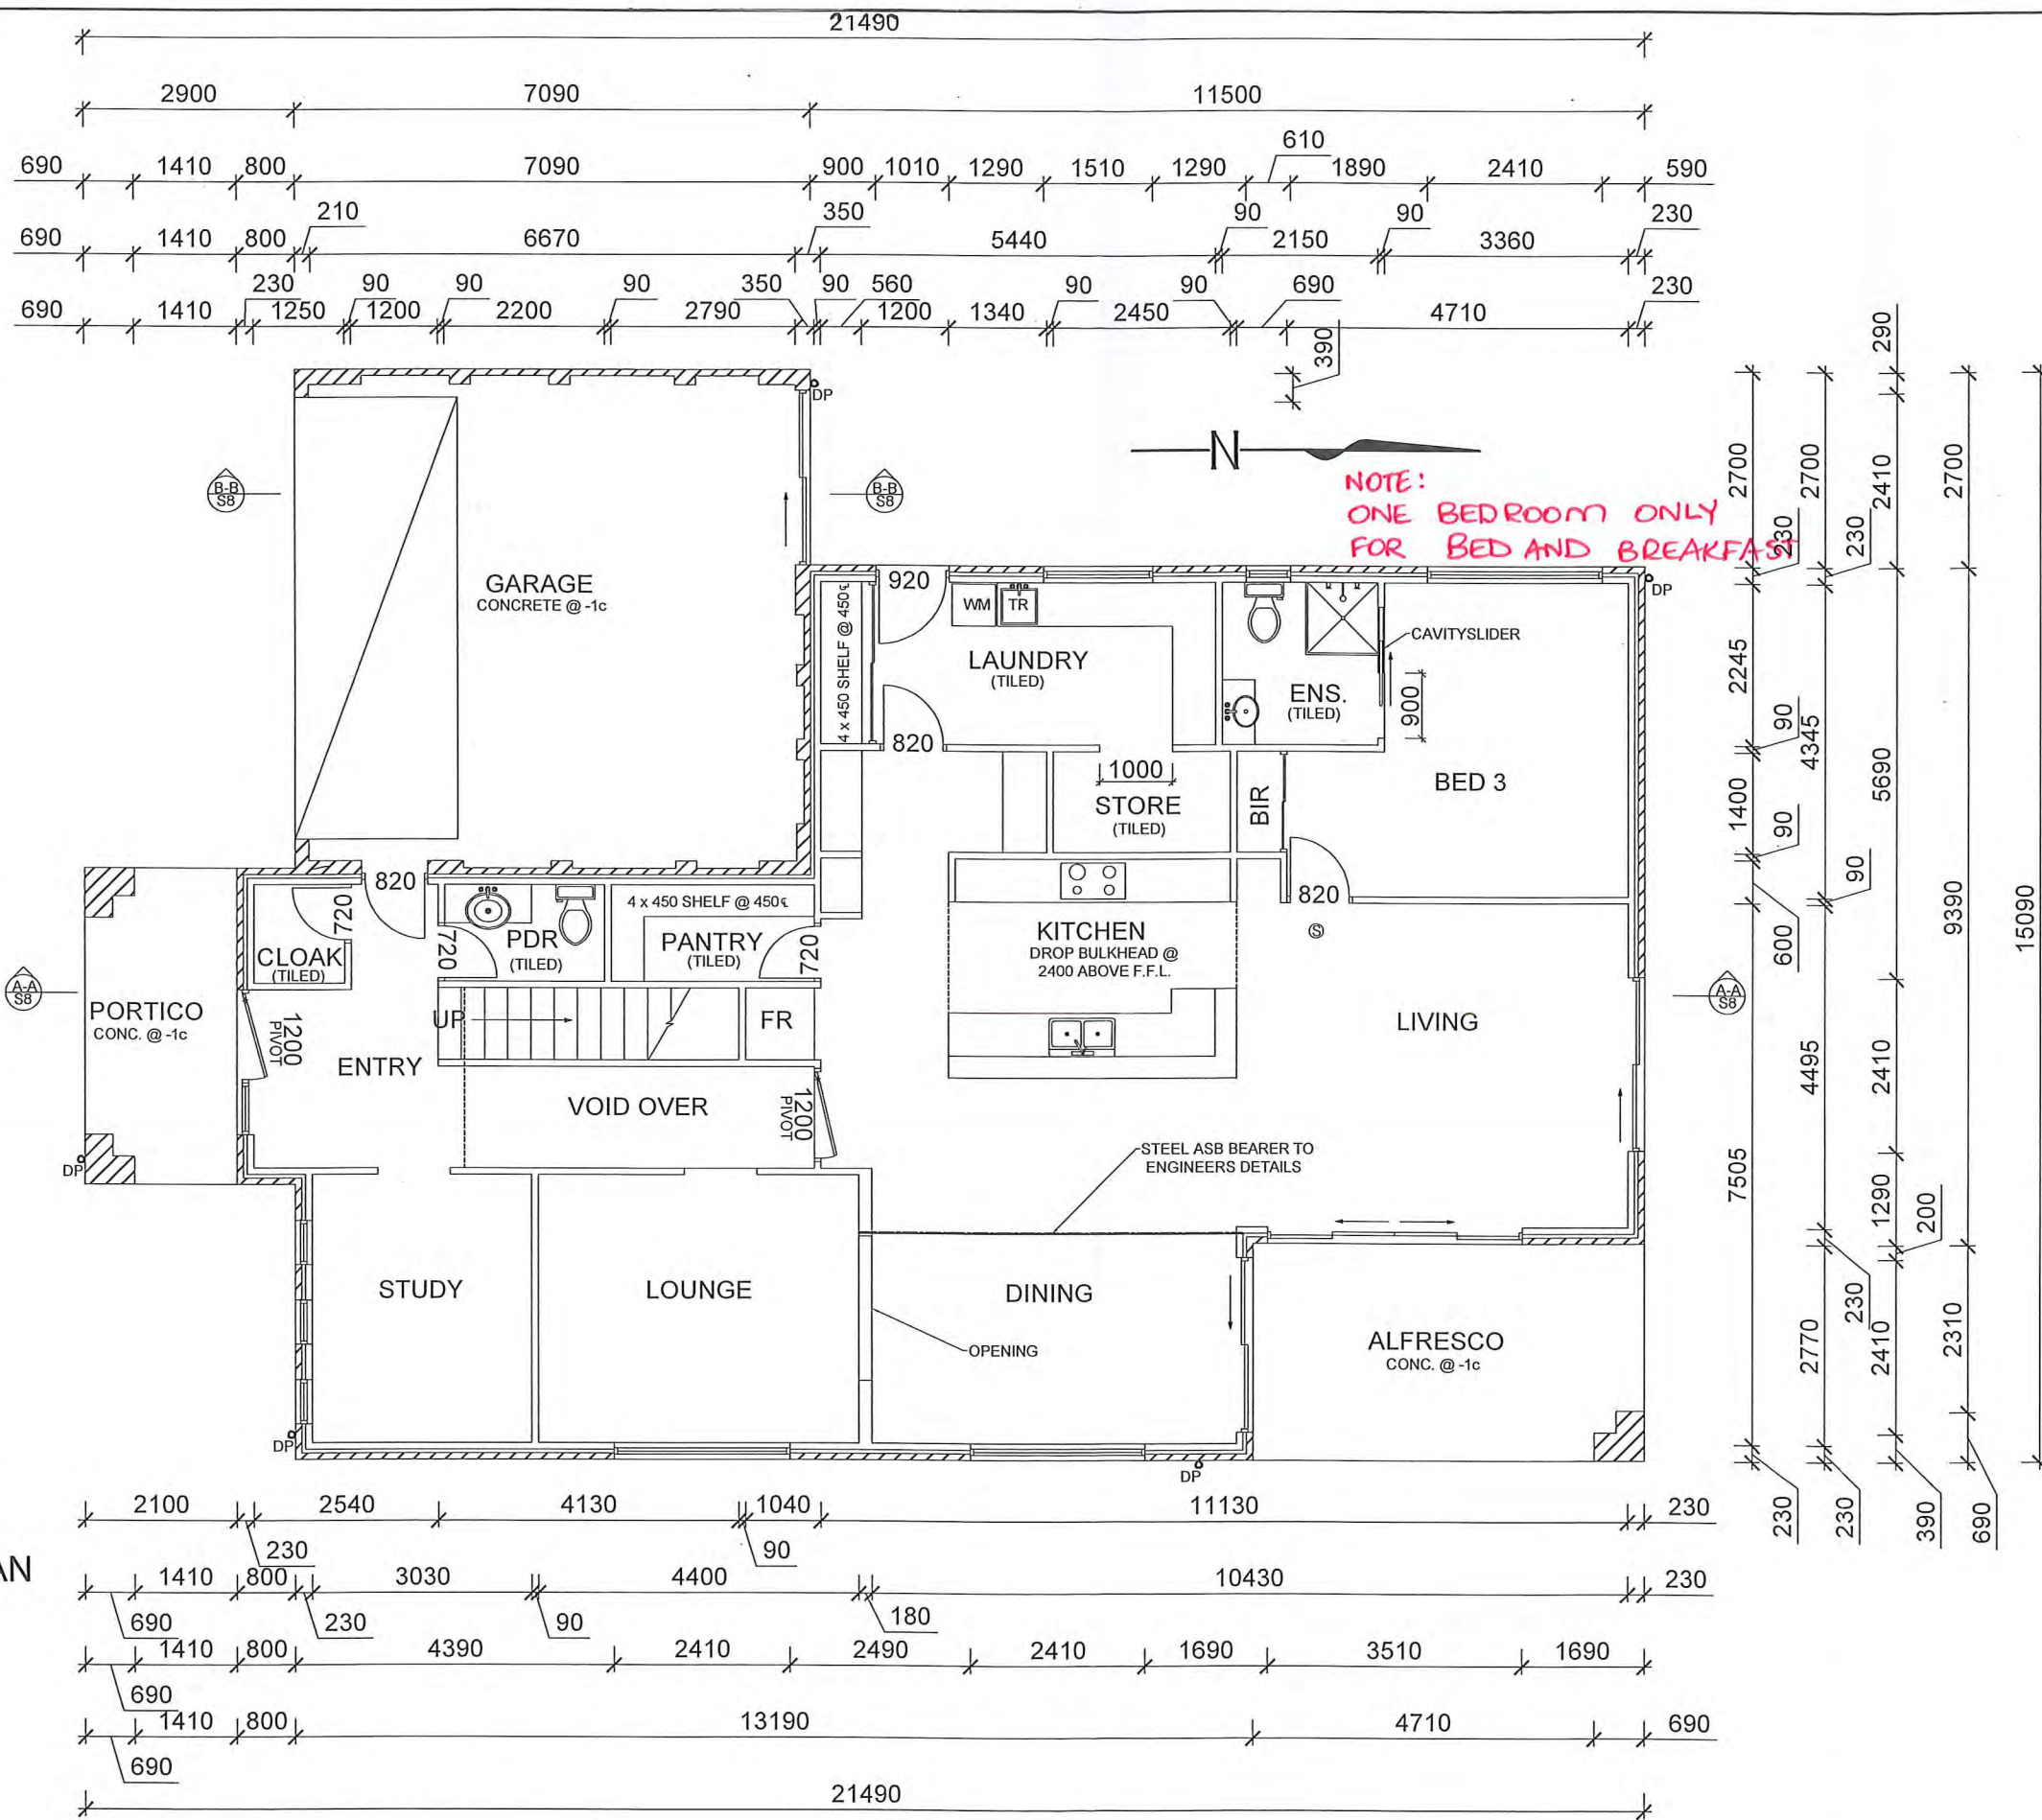 21490
2900 7090 11500
610
690 1410 800 7090 900 1010 1290 1510 1290 1890 2410 590
210 350 90 90 230
690 1410 800 6670 5440 2150 3360
230 90 90 90 350 90 560 90 90 690 230
690 1410 1250 1200 2200 2790 1200 1340 2450 4710
390
290
DP
N
B-B
S8
B-B
S8
NOTE:
ONE BEDROOM ONLY
FOR BED AND BREAKFAST
2700 2700 2410 2700
230 230
GARAGE
CONCRETE @ -1c
4 x 450 SHELF @ 450¢
920
WM TR
DP
CAVITYSLIDER
LAUNDRY
(TILED)
ENS.
(TILED)
900
820
2245
90
4345
5690
1000
STORE
(TILED)
BIR
BED 3
1400
90
90
9390
15090
820
720
CLOAK
(TILED)
720
PDR
(TILED)
4 x 450 SHELF @ 450¢
PANTRY
(TILED)
720
KITCHEN
DROP BULKHEAD @
2400 ABOVE F.F.L.
820
S
600
A-A
S8
PORTICO
CONC. @ -1c
1200
PIVOT
UP
FR
LIVING
A-A
S8
ENTRY
VOID OVER
1200
PIVOT
4495
2410
DP
STEEL ASB BEARER TO
ENGINEERS DETAILS
7505
1290
200
STUDY
LOUNGE
DINING
OPENING
ALFRESCO
CONC. @ -1c
230
2770
2410
2310
DP
DP
230 230 390 690
2100 2540 4130 1040 11130 230
230 90
AN
1410 800 3030 4400 10430 230
690 230 90 180
1410 800 4390 2410 2490 2410 1690 3510 1690
690
1410 800 13190 4710 690
690
21490